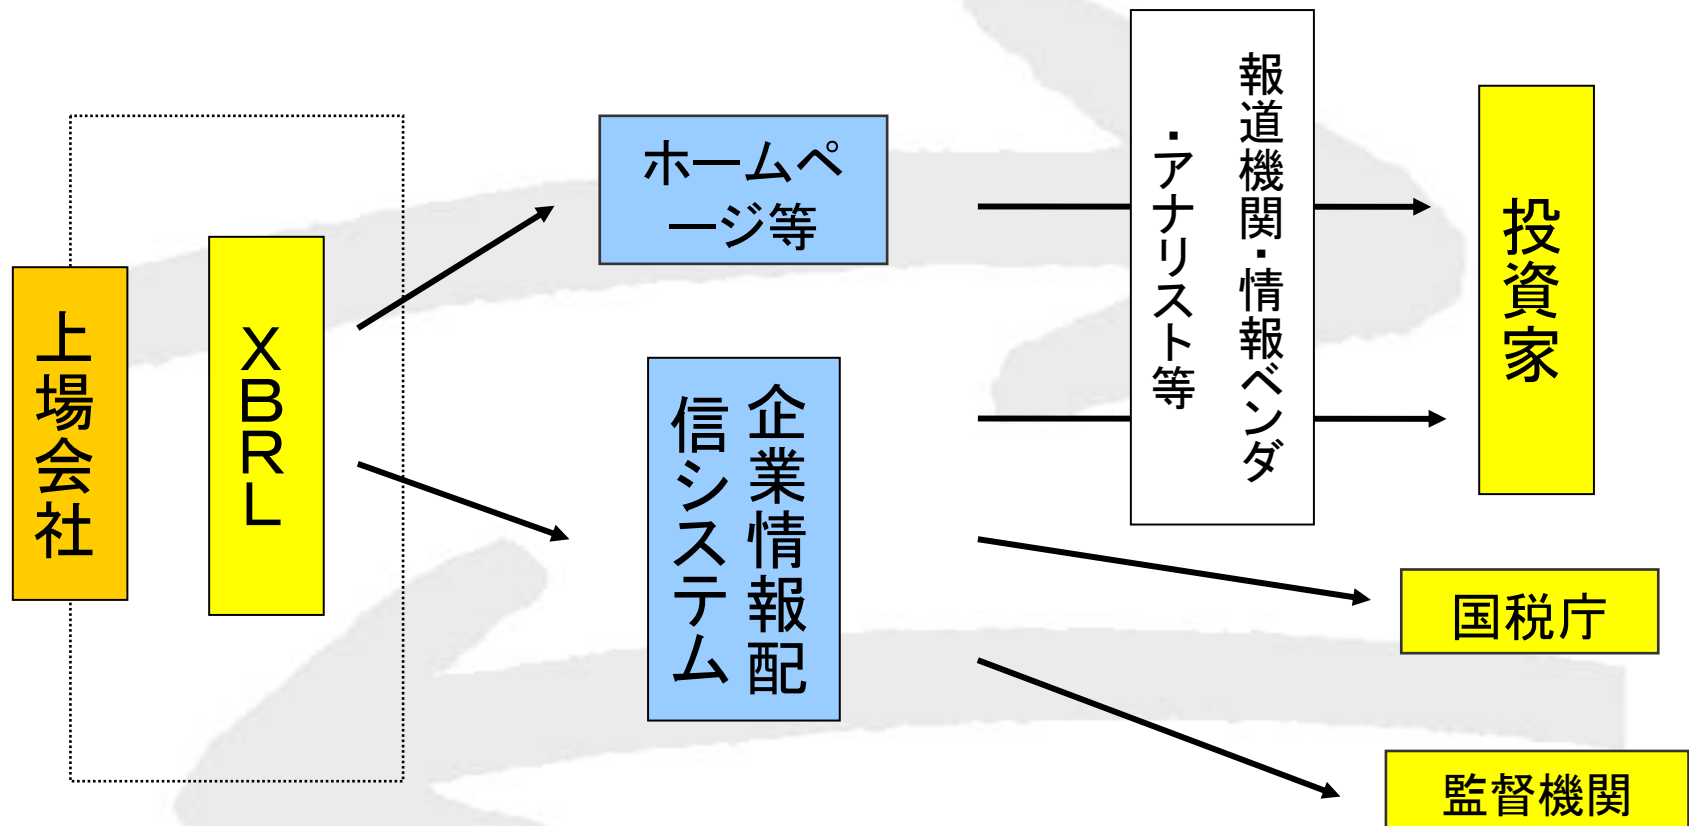 上場会社
XBRL
ホームペ
ージ等
企業情報配
信システム
報道機関・情報ベンダ
・アナリスト等
投資家
国税庁
監督機関